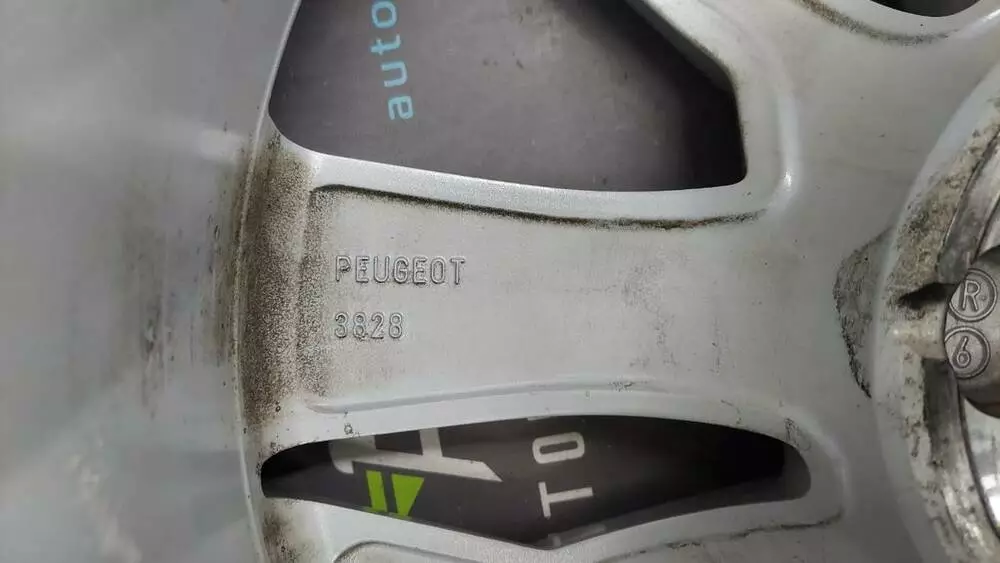 auto
PEUGEOT
3828
R
6
TO